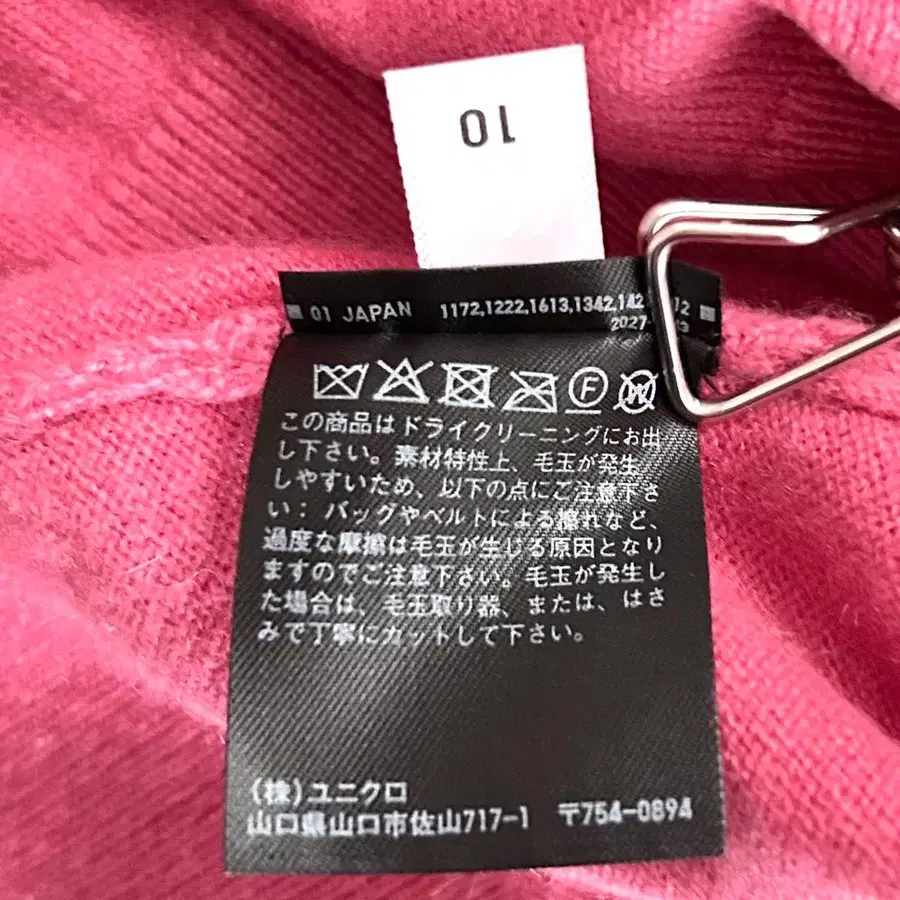 10
01 JAPAN 1172,1222,1613,1342,142 12
2027-
F W
この商品はドライクリーニングにお出
し下さい。素材特性上、毛玉が発生
しやすいため、以下の点にご注意下さ
い：バッグやベルトによる擦れなど、
過度な摩擦は毛玉が生じる原因となり
ますのでご注意下さい。毛玉が発生し
た場合は、毛玉取り器、または、はさ
みで丁寧にカットして下さい。
(株)ユニクロ
山口県山口市佐山717-1 〒754-0894